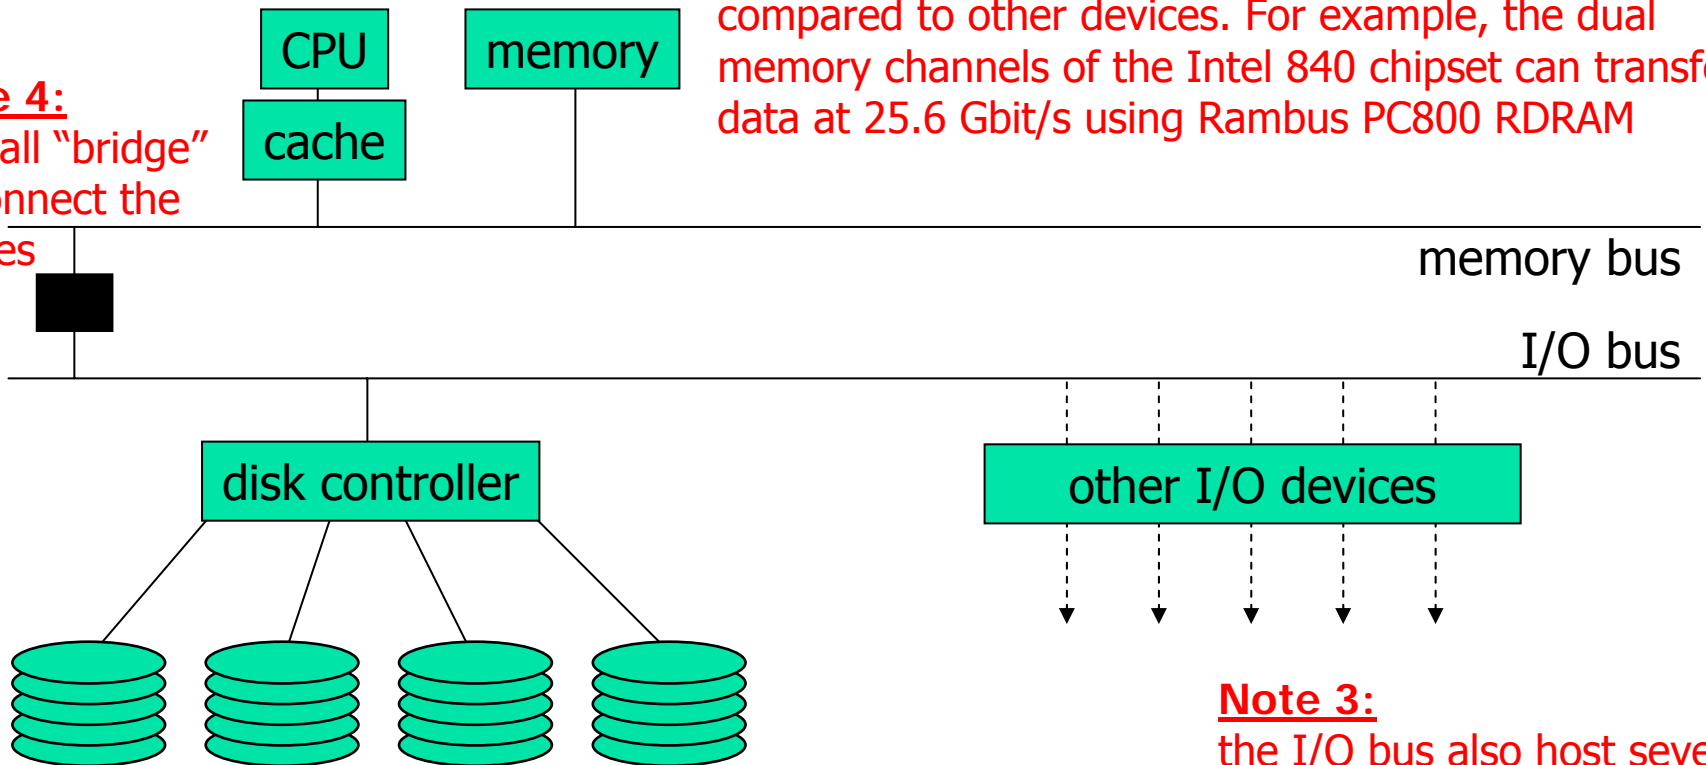 compared to other devices. For example, the dual
memory channels of the Intel 840 chipset can transf
data at 25.6 Gbit/s using Rambus PC800 RDRAM
CPU
memory
cache
e 4:
all “bridge”
nnect the
es
memory bus
I/O bus
disk controller
other I/O devices
Note 3:
the I/O bus also host seve